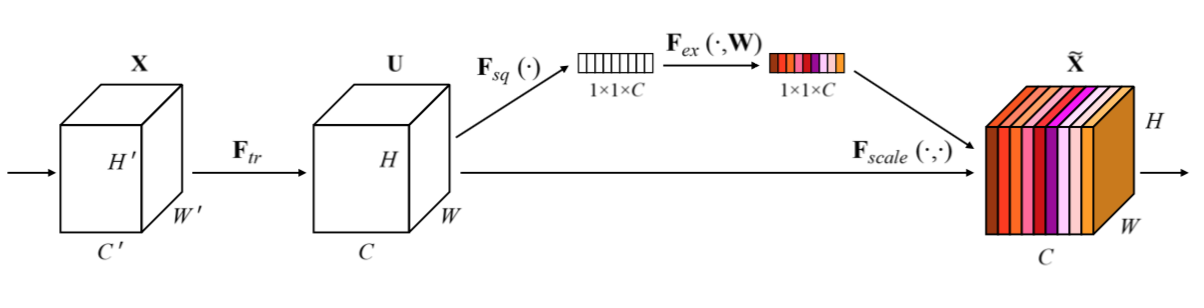 X
H'
W'
C'
F_tr
U
H
W
C
F_sq (·)
1×1×C
F_ex (·,W)
1×1×C
F_scale (·,·)
X̃
H
W
C